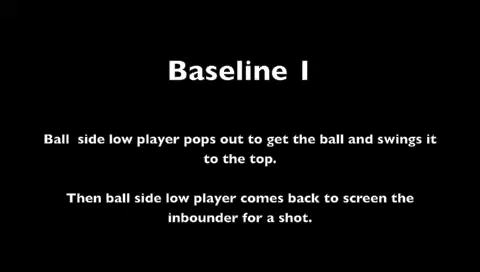 Baseline 1
Ball  side low player pops out to get the ball and swings it
to the top.
Then ball side low player comes back to screen the
inbounder for a shot.